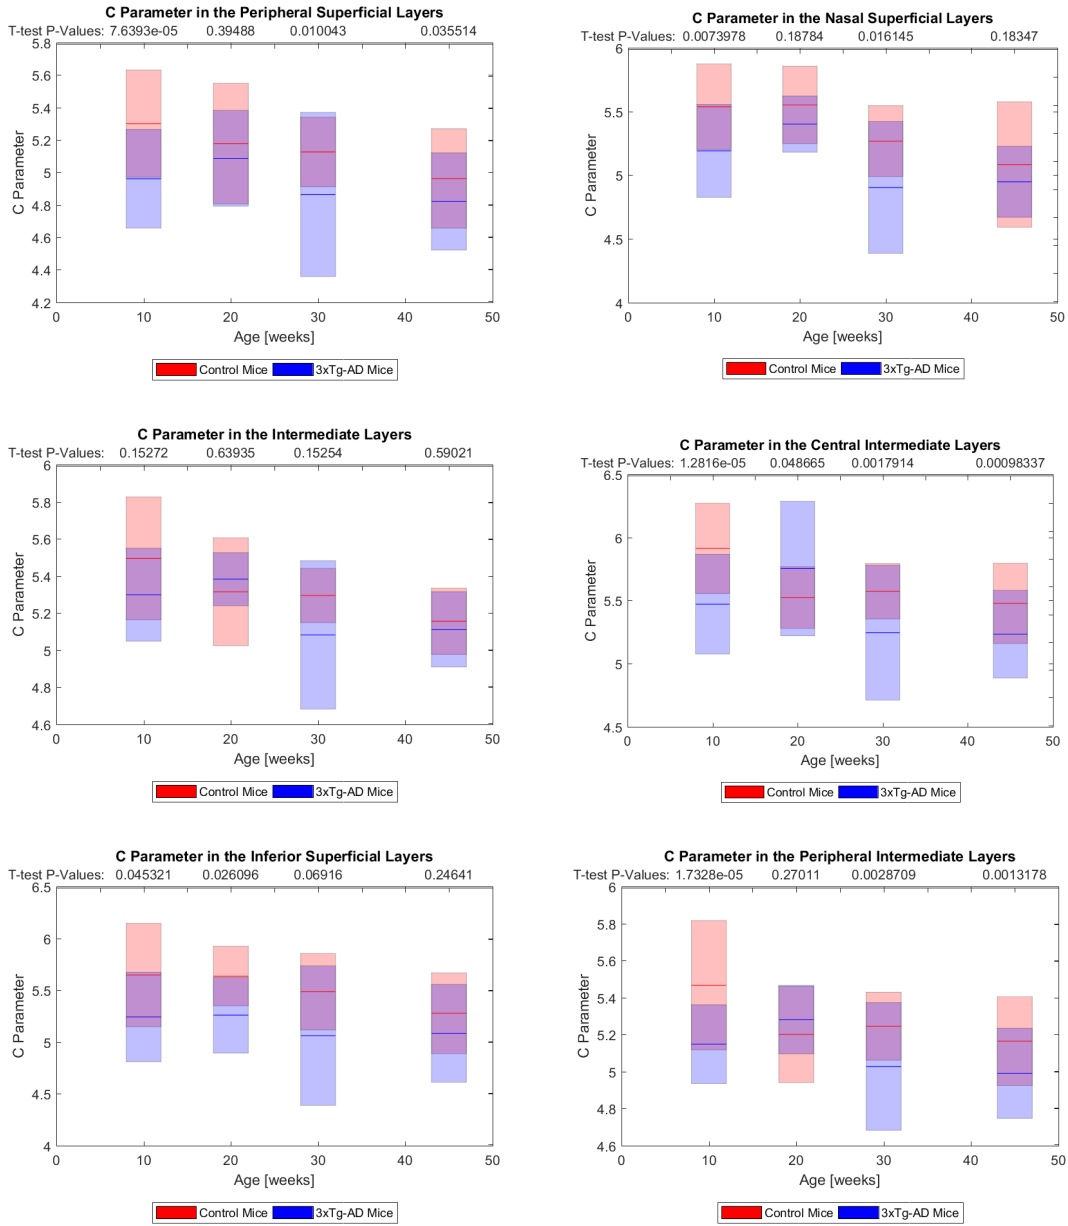 C Parameter in the Peripheral Superficial Layers
T-test P-Values: 7.6393e-05 0.39488 0.010043 0.035514
5.8
5.6
5.4
5.2
5
4.8
4.6
4.4
4.2
C Parameter
0 10 20 30 40 50
Age [weeks]
Control Mice 3xTg-AD Mice
C Parameter in the Nasal Superficial Layers
T-test P-Values: 0.0073978 0.18784 0.016145 0.18347
6
5.5
5
4.5
4
C Parameter
0 10 20 30 40 50
Age [weeks]
Control Mice 3xTg-AD Mice
C Parameter in the Intermediate Layers
T-test P-Values: 0.15272 0.63935 0.15254 0.59021
6
5.8
5.6
5.4
5.2
5
4.8
4.6
C Parameter
0 10 20 30 40 50
Age [weeks]
Control Mice 3xTg-AD Mice
C Parameter in the Central Intermediate Layers
T-test P-Values: 1.2816e-05 0.048665 0.0017914 0.00098337
6.5
6
5.5
5
4.5
C Parameter
0 10 20 30 40 50
Age [weeks]
Control Mice 3xTg-AD Mice
C Parameter in the Inferior Superficial Layers
T-test P-Values: 0.045321 0.026096 0.06916 0.24641
6.5
6
5.5
5
4.5
4
C Parameter
0 10 20 30 40 50
Age [weeks]
Control Mice 3xTg-AD Mice
C Parameter in the Peripheral Intermediate Layers
T-test P-Values: 1.7328e-05 0.27011 0.0028709 0.0013178
6
5.8
5.6
5.4
5.2
5
4.8
4.6
C Parameter
0 10 20 30 40 50
Age [weeks]
Control Mice 3xTg-AD Mice